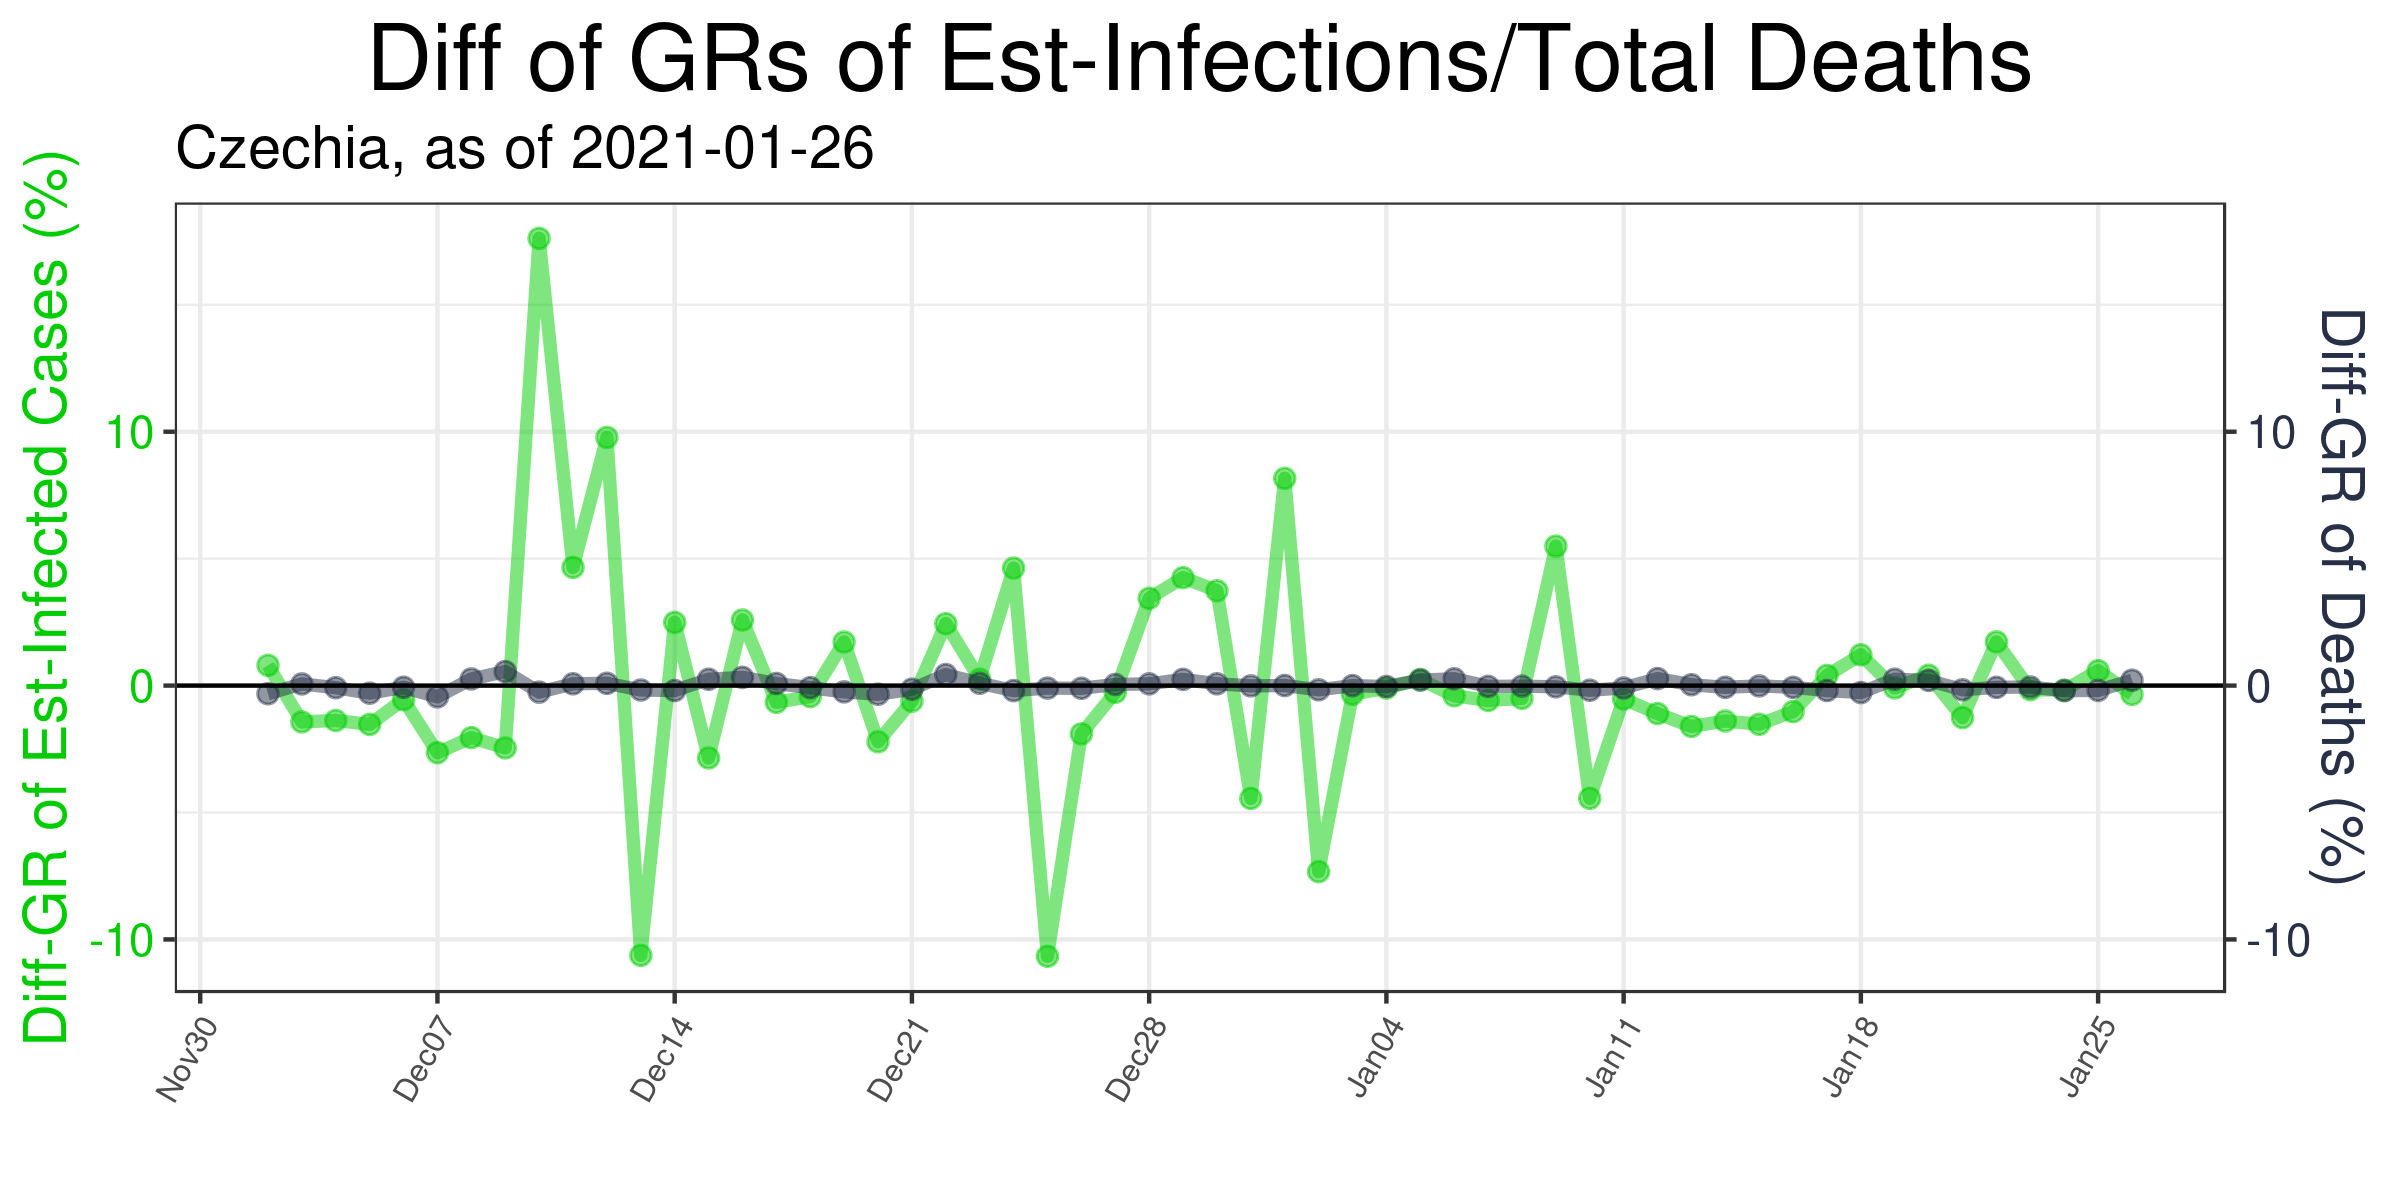 Diff of GRs of Est-Infections/Total Deaths
Czechia, as of 2021-01-26
Diff-GR of Est-Infected Cases (%)
10
0
-10
10
0
-10
Diff-GR of Deaths (%)
Nov30
Dec07
Dec14
Dec21
Dec28
Jan04
Jan11
Jan18
Jan25